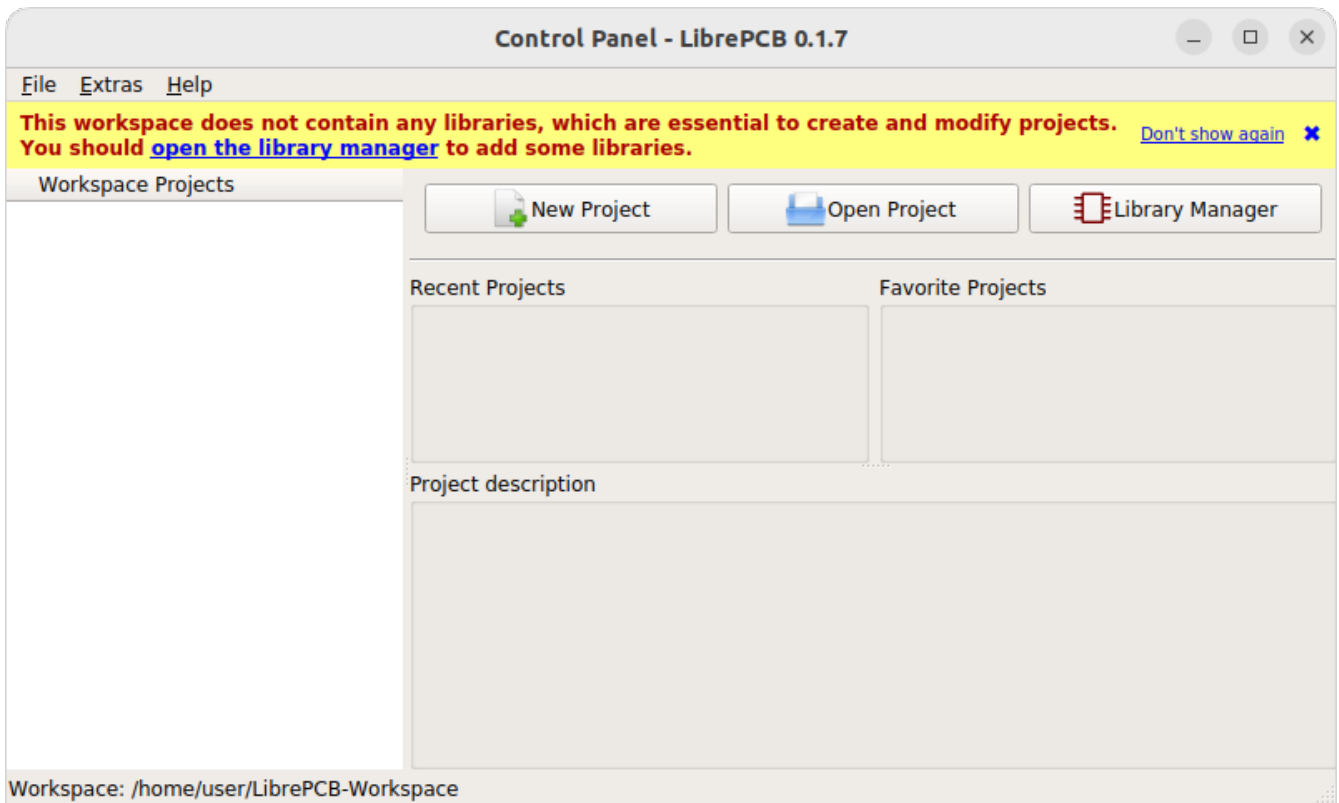 Control Panel - LibrePCB 0.1.7
File Extras Help
This workspace does not contain any libraries, which are essential to create and modify projects.
You should open the library manager to add some libraries.
Don't show again
Workspace Projects
New Project
Open Project
Library Manager
Recent Projects
Favorite Projects
Project description
Workspace: /home/user/LibrePCB-Workspace